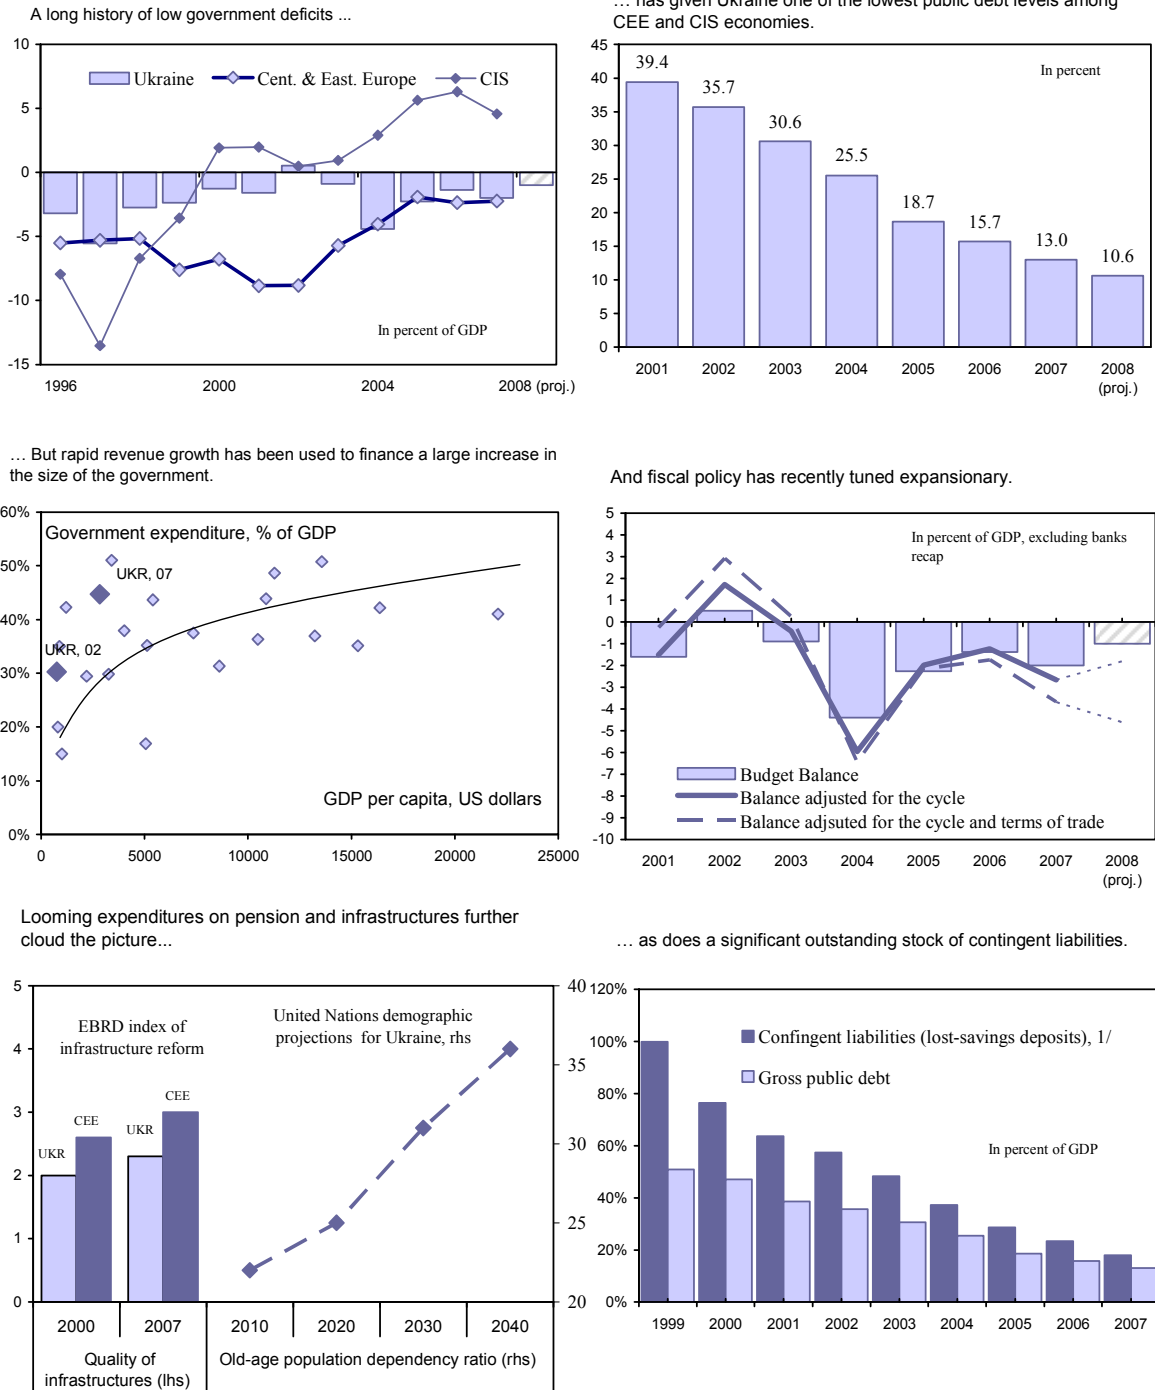 A long history of low government deficits ...
10
5
0
-5
-10
-15
Ukraine
Cent. & East. Europe
CIS
In percent of GDP
1996
2000
2004
2008 (proj.)
… has given Ukraine one of the lowest public debt levels among
CEE and CIS economies.
45
40
35
30
25
20
15
10
5
0
In percent
39.4
35.7
30.6
25.5
18.7
15.7
13.0
10.6
2001
2002
2003
2004
2005
2006
2007
2008
(proj.)
… But rapid revenue growth has been used to finance a large increase in
the size of the government.
60%
50%
40%
30%
20%
10%
0%
Government expenditure, % of GDP
UKR, 07
UKR, 02
GDP per capita, US dollars
0
5000
10000
15000
20000
25000
And fiscal policy has recently tuned expansionary.
5
4
3
2
1
0
-1
-2
-3
-4
-5
-6
-7
-8
-9
-10
In percent of GDP, excluding banks
recap
Budget Balance
Balance adjusted for the cycle
Balance adjsuted for the cycle and terms of trade
2001
2002
2003
2004
2005
2006
2007
2008
(proj.)
Looming expenditures on pension and infrastructures further
cloud the picture...
5
4
3
2
1
0
EBRD index of
infrastructure reform
United Nations demographic
projections for Ukraine, rhs
UKR
CEE
UKR
CEE
40
35
30
25
20
2000
2007
2010
2020
2030
2040
Quality of
infrastructures (lhs)
Old-age population dependency ratio (rhs)
… as does a significant outstanding stock of contingent liabilities.
120%
100%
80%
60%
40%
20%
0%
Contingent liabilities (lost-savings deposits), 1/
Gross public debt
In percent of GDP
1999
2000
2001
2002
2003
2004
2005
2006
2007